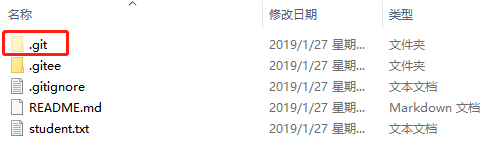 名称 修改日期 类型
.git 2019/1/27 星期... 文件夹
.gitee 2019/1/27 星期... 文件夹
.gitignore 2019/1/27 星期... 文本文档
README.md 2019/1/27 星期... Markdown 文档
student.txt 2019/1/27 星期... 文本文档